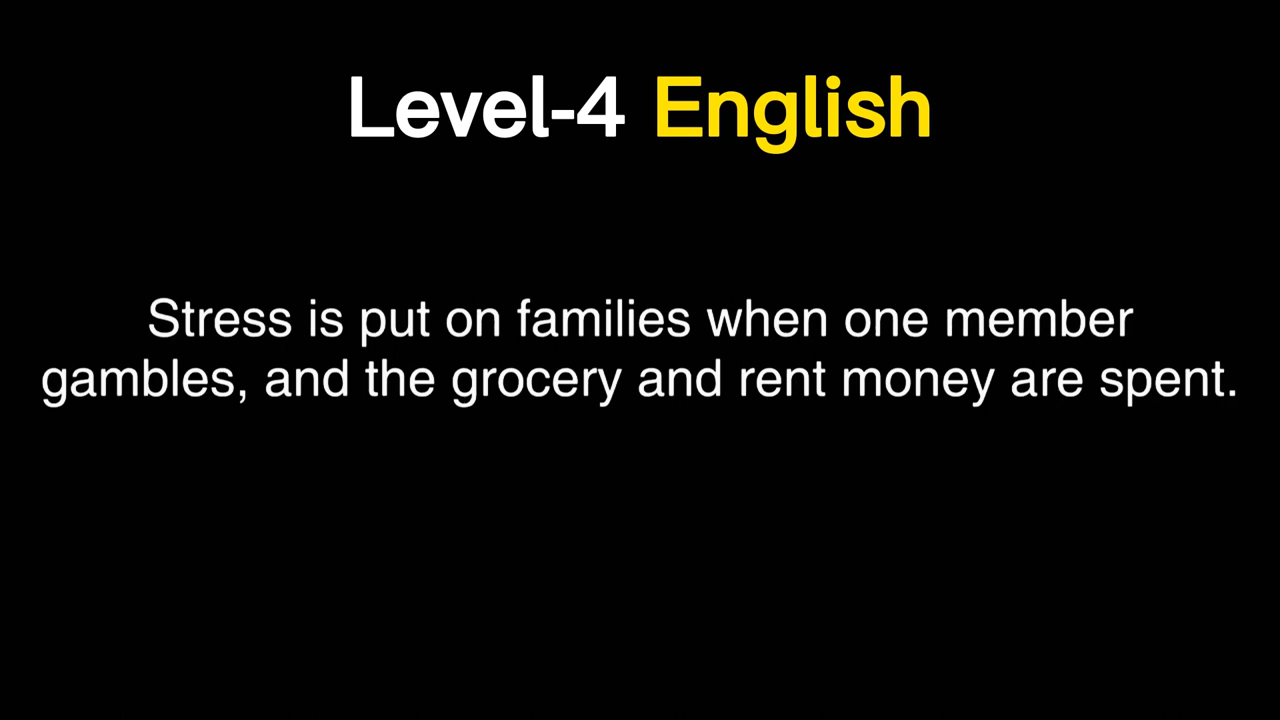 Level-4 English
Stress is put on families when one member
gambles, and the grocery and rent money are spent.